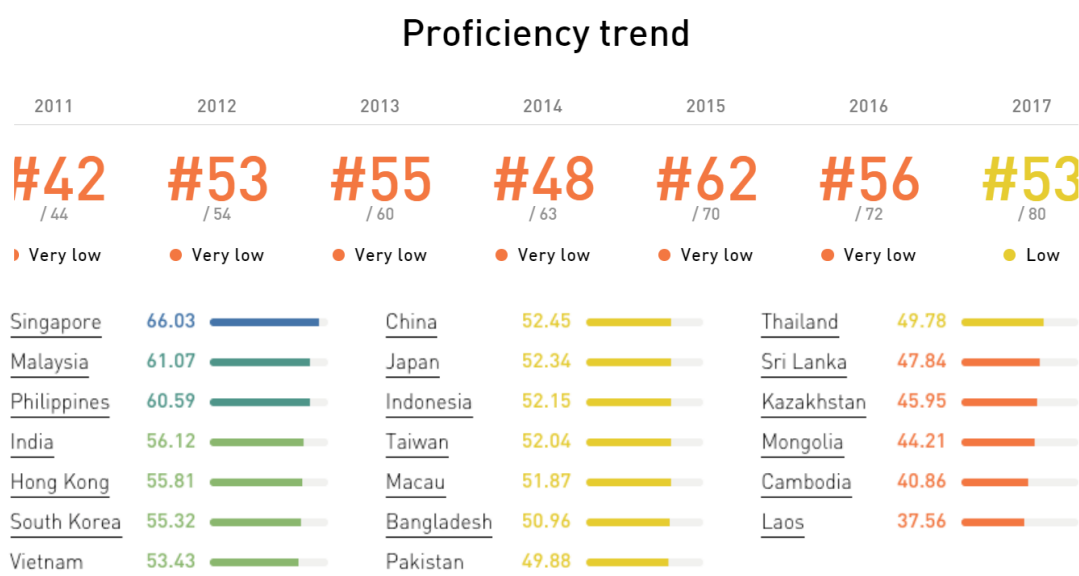 Proficiency trend
2011 2012 2013 2014 2015 2016 2017
#42 #53 #55 #48 #62 #56 #53
/ 44 / 54 / 60 / 63 / 70 / 72 / 80
Very low Very low Very low Very low Very low Very low Low
Singapore 66.03 China 52.45 Thailand 49.78
Malaysia 61.07 Japan 52.34 Sri Lanka 47.84
Philippines 60.59 Indonesia 52.15 Kazakhstan 45.95
India 56.12 Taiwan 52.04 Mongolia 44.21
Hong Kong 55.81 Macau 51.87 Cambodia 40.86
South Korea 55.32 Bangladesh 50.96 Laos 37.56
Vietnam 53.43 Pakistan 49.88